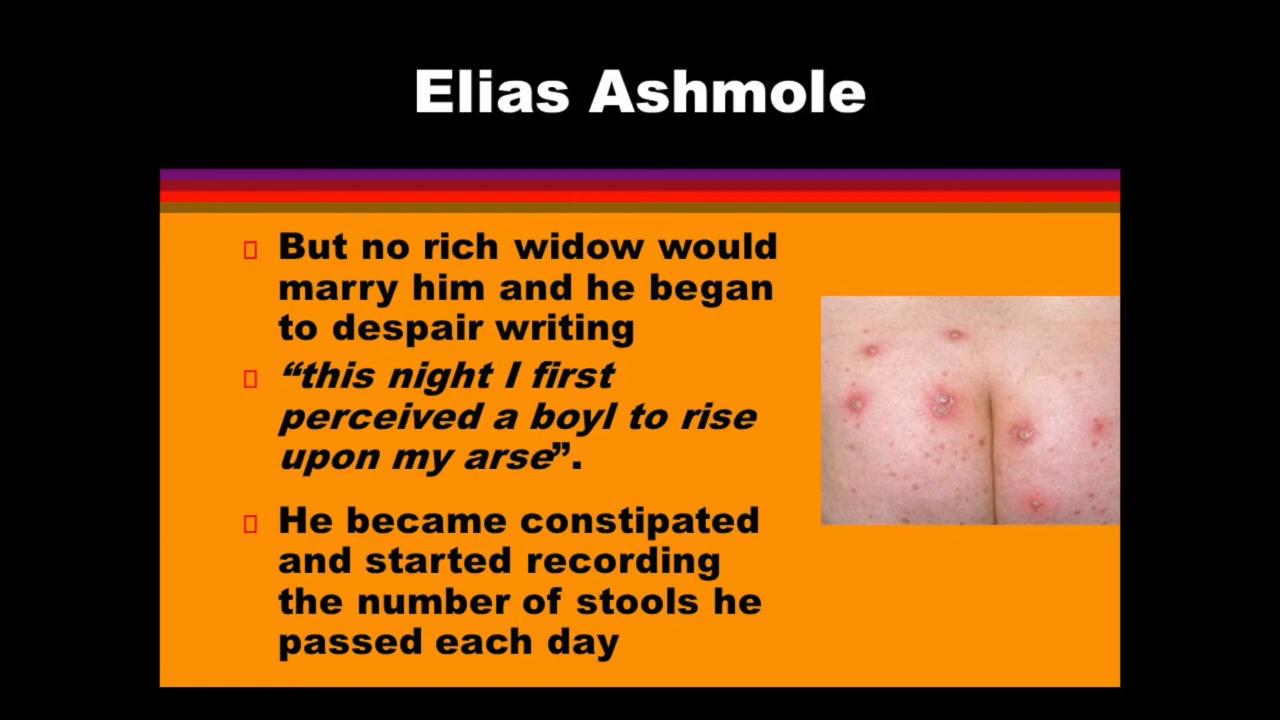 Elias Ashmole
But no rich widow would
marry him and he began
to despair writing
“this night I first
perceived a boyl to rise
upon my arse”.
He became constipated
and started recording
the number of stools he
passed each day